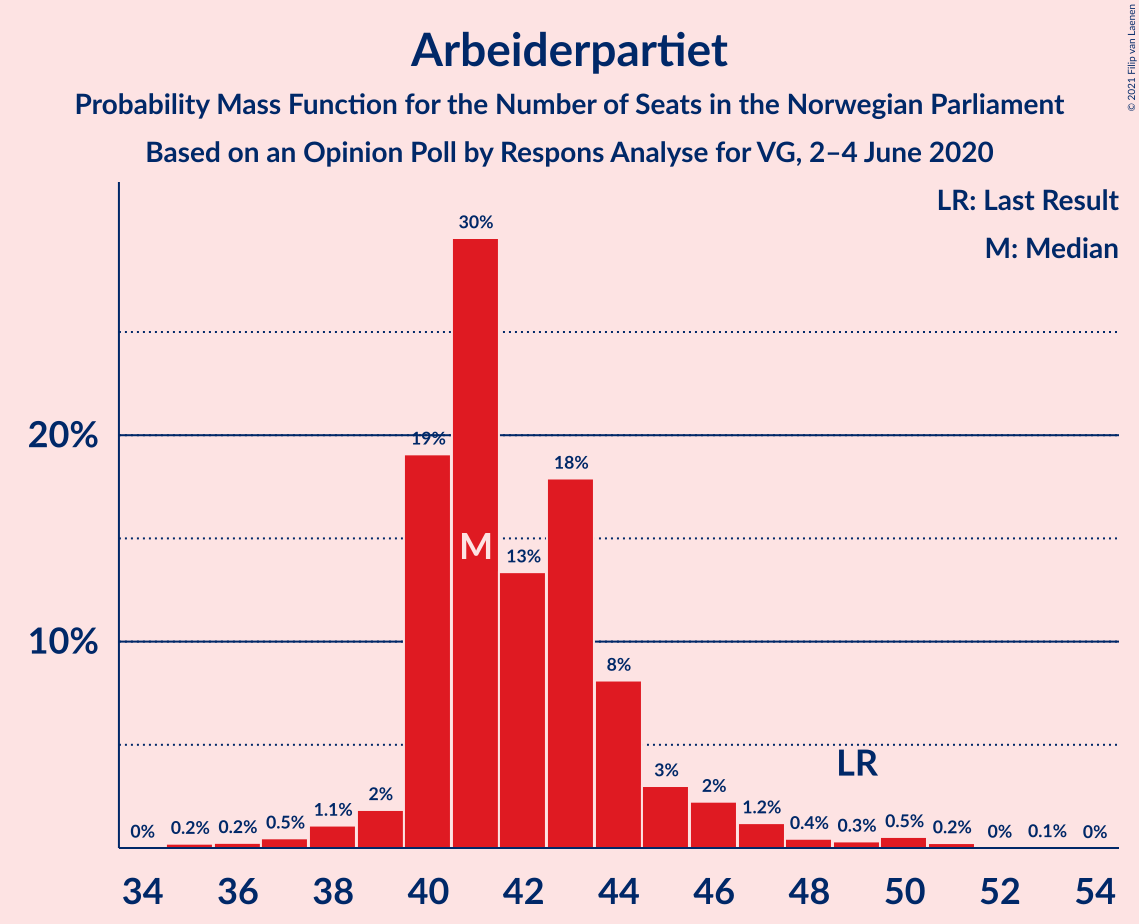 © 2021 Filip van Laenen
Arbeiderpartiet
Probability Mass Function for the Number of Seats in the Norwegian Parliament
Based on an Opinion Poll by Respons Analyse for VG, 2–4 June 2020
LR: Last Result
M: Median
30%
20%
19%
18%
M
13%
10%
8%
LR
3%
2%
2%
1.2%
1.1%
0% 0.2% 0.2% 0.5% 0.4% 0.3% 0.5% 0.2% 0% 0.1% 0%
34 36 38 40 42 44 46 48 50 52 54